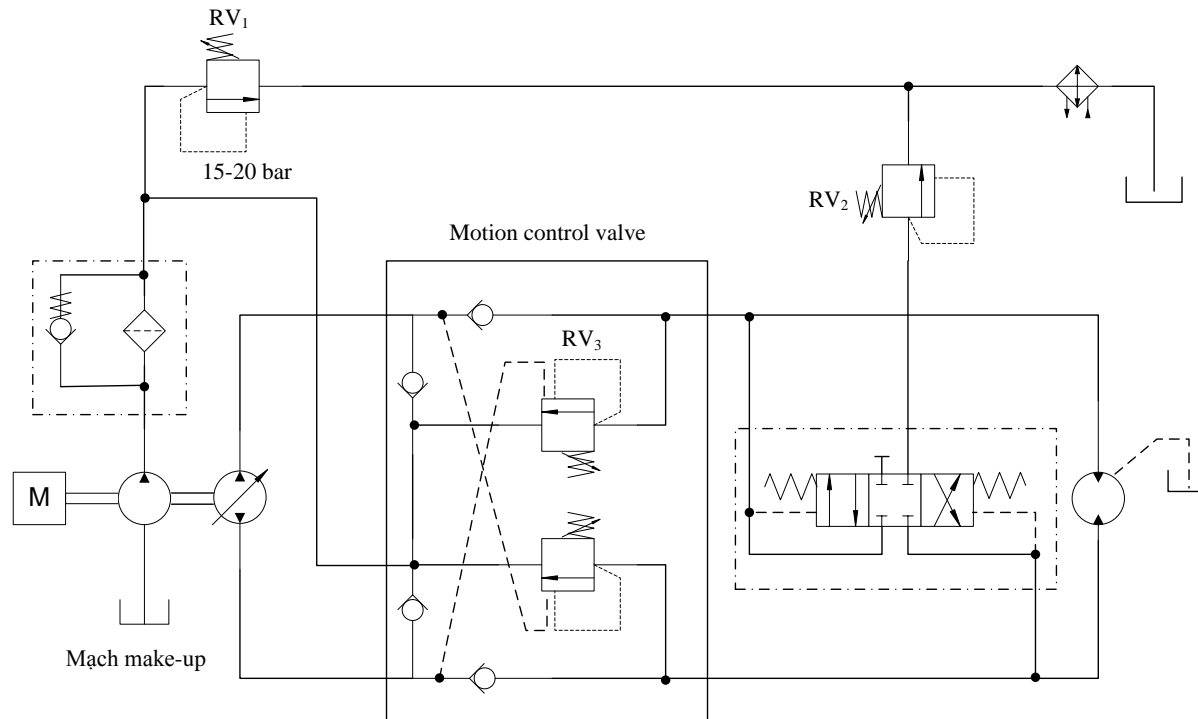 RV₁
15-20 bar
RV₂
Motion control valve
RV₃
M
Mạch make-up